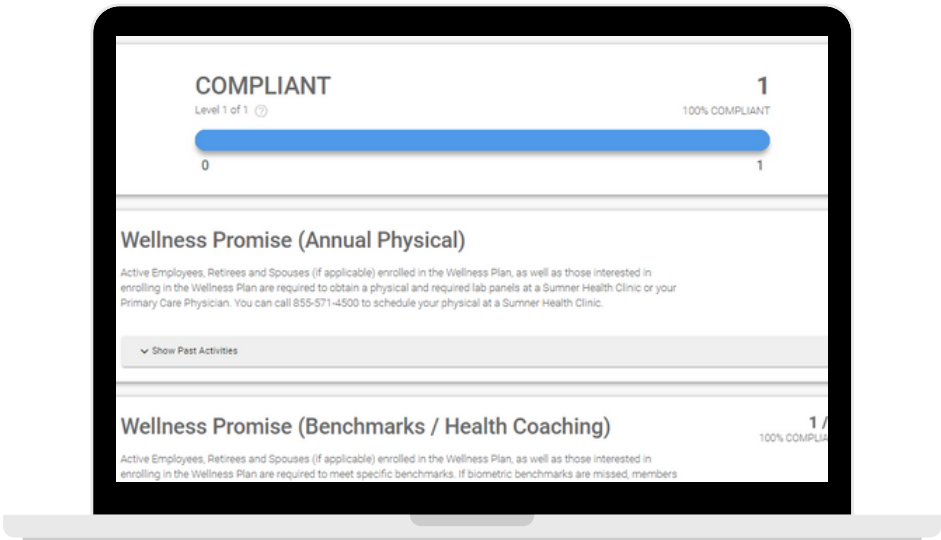 COMPLIANT 1
Level 1 of 1 ? 100% COMPLIANT
0 1
Wellness Promise (Annual Physical)
Active Employees, Retirees and Spouses (if applicable) enrolled in the Wellness Plan, as well as those interested in
enrolling in the Wellness Plan are required to obtain a physical and required lab panels at a Sumner Health Clinic or your
Primary Care Physician. You can call 855-571-4500 to schedule your physical at a Sumner Health Clinic.
Show Past Activities
Wellness Promise (Benchmarks / Health Coaching) 1 /
100% COMPLIA
Active Employees, Retirees and Spouses (if applicable) enrolled in the Wellness Plan, as well as those interested in
enrolling in the Wellness Plan are required to meet specific benchmarks. If biometric benchmarks are missed, members